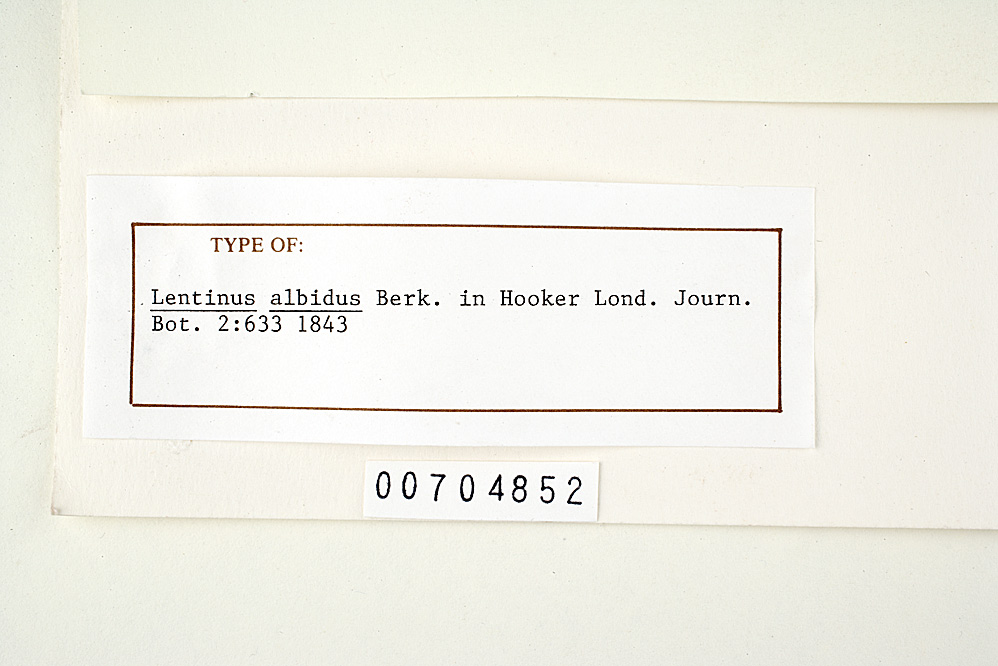 TYPE OF:
Lentinus albidus Berk. in Hooker Lond. Journ.
Bot. 2:633 1843
00704852